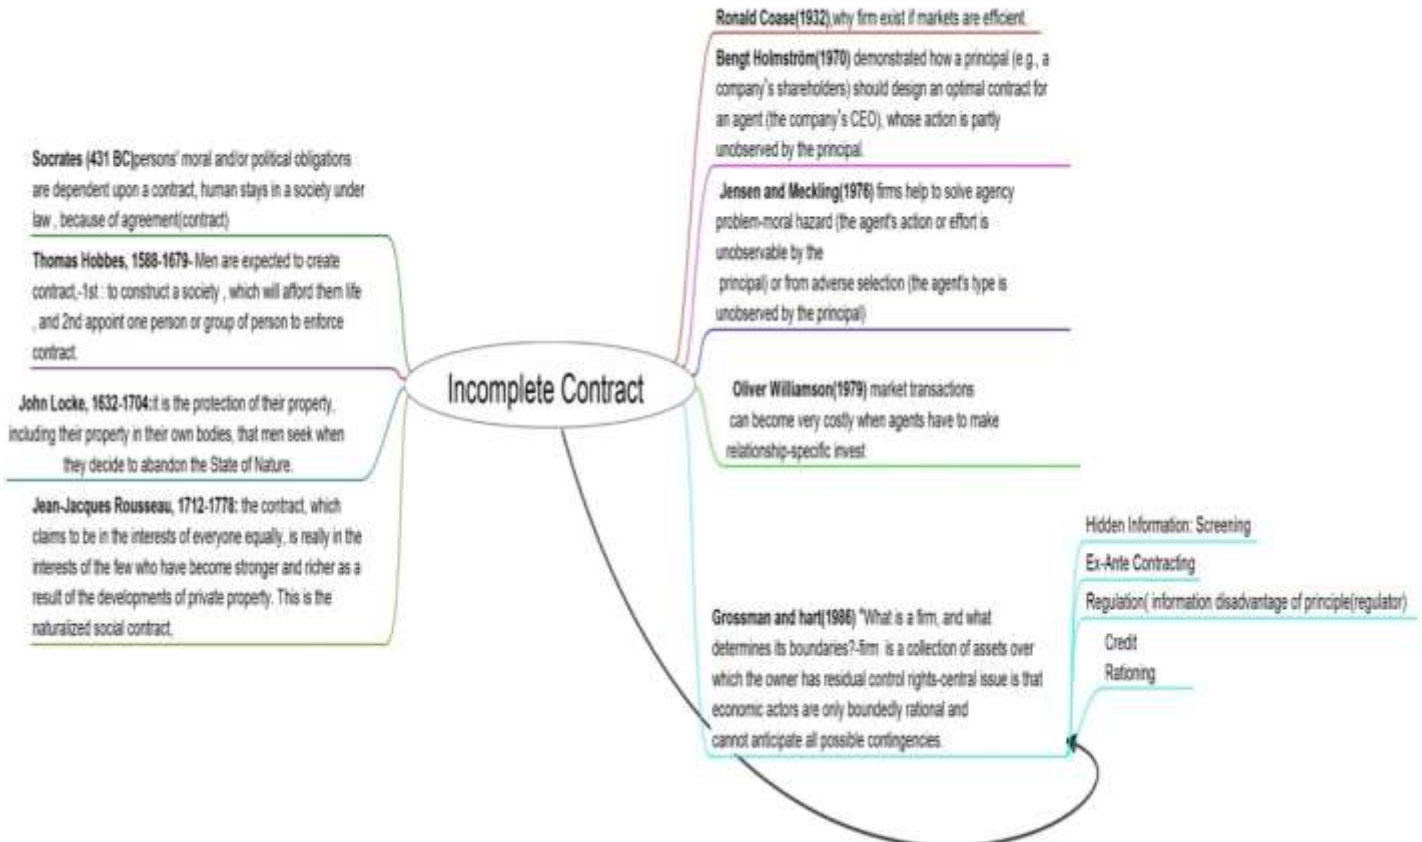 Socrates (431 BC)persons' moral and/or political obligations
are dependent upon a contract, human stays in a society under
law , because of agreement(contract)
Thomas Hobbes, 1588-1679- Men are expected to create
contract,-1st : to construct a society , which will afford them life
, and 2nd appoint one person or group of person to enforce
contract.
John Locke, 1632-1704:it is the protection of their property,
including their property in their own bodies, that men seek when
they decide to abandon the State of Nature.
Jean-Jacques Rousseau, 1712-1778: the contract, which
claims to be in the interests of everyone equally, is really in the
interests of the few who have become stronger and richer as a
result of the developments of private property. This is the
naturalized social contract,
Incomplete Contract
Ronald Coase(1932),why firm exist if markets are efficient.
Bengt Holmström(1970) demonstrated how a principal (e.g., a
company's shareholders) should design an optimal contract for
an agent (the company's CEO), whose action is partly
unobserved by the principal.
Jensen and Meckling(1976) firms help to solve agency
problem-moral hazard (the agent's action or effort is
unobservable by the
principal) or from adverse selection (the agent's type is
unobserved by the principal)
Oliver Williamson(1979) market transactions
can become very costly when agents have to make
relationship-specific invest
Grossman and hart(1986) "What is a firm, and what
determines its boundaries?-firm is a collection of assets over
which the owner has residual control rights-central issue is that
economic actors are only boundedly rational and
cannot anticipate all possible contingencies.
Hidden Information: Screening
Ex-Ante Contracting
Regulation( information disadvantage of principle(regulator)
Credit
Rationing